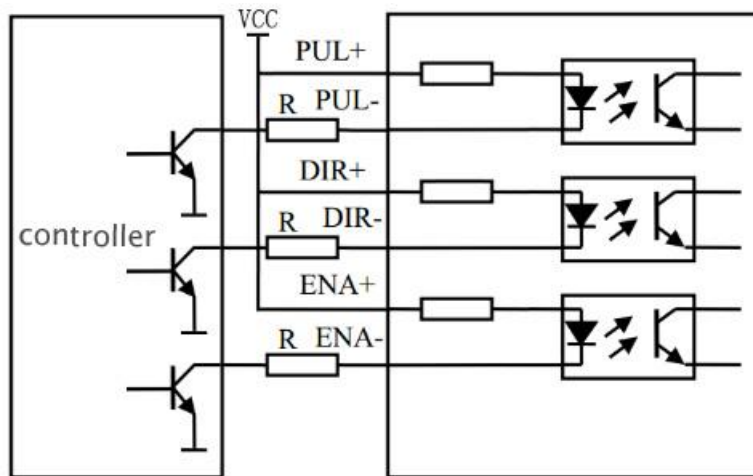 VCC
PUL+
R PUL-
DIR+
R DIR-
controller
ENA+
R ENA-